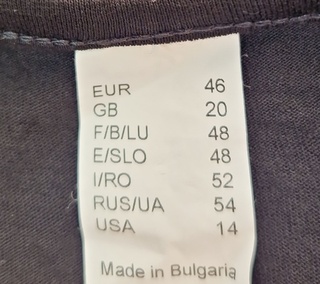 EUR 46
GB 20
F/B/LU 48
E/SLO 48
I/RO 52
RUS/UA 54
USA 14
Made in Bulgaria